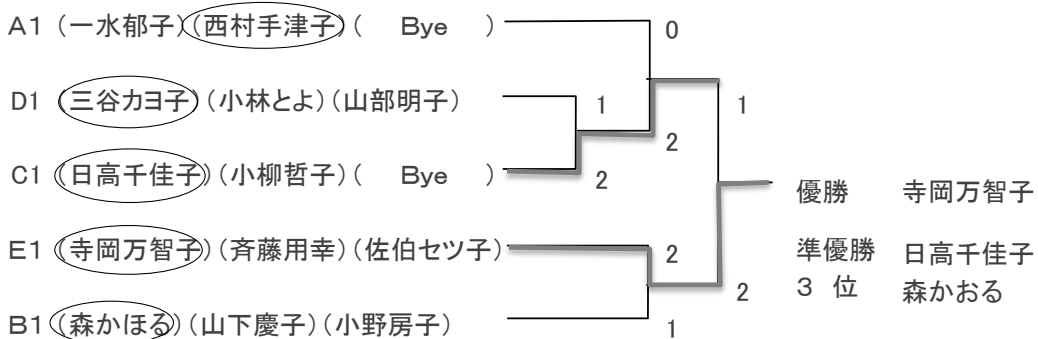 A1 (一水郁子)(西村手津子)( Bye ) 0
D1 (三谷カヨ子)(小林とよ)(山部明子) 1 1
2
C1 (日高千佳子)(小柳哲子)( Bye ) 2
優勝 寺岡万智子
E1 (寺岡万智子)(斉藤用幸)(佐伯セツ子) 2
準優勝 日高千佳子
2 3 位 森かおる
B1 (森かほる)(山下慶子)(小野房子) 1